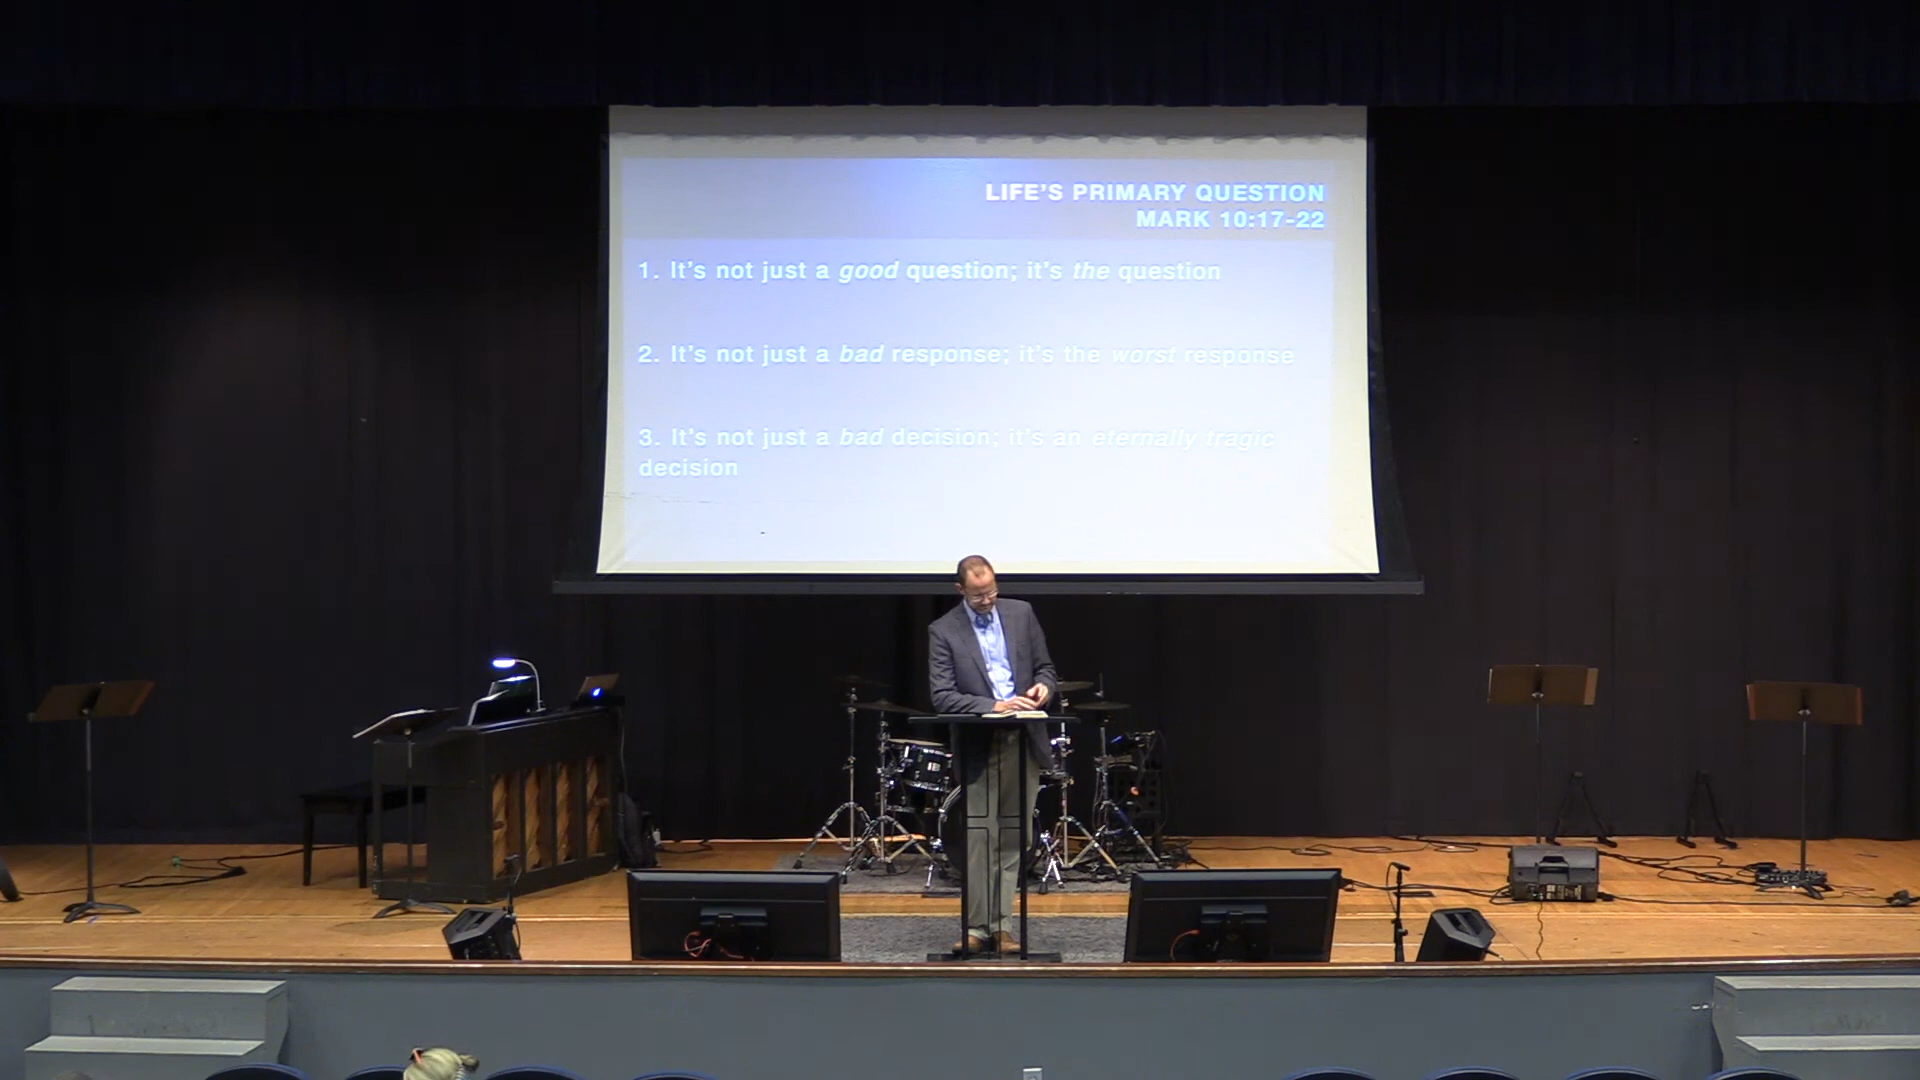 LIFE'S PRIMARY QUESTION
MARK 10:17-22
1. It's not just a good question; it's the question
2. It's not just a bad response; it's the worst response
3. It's not just a bad decision; it's an eternally tragic
decision